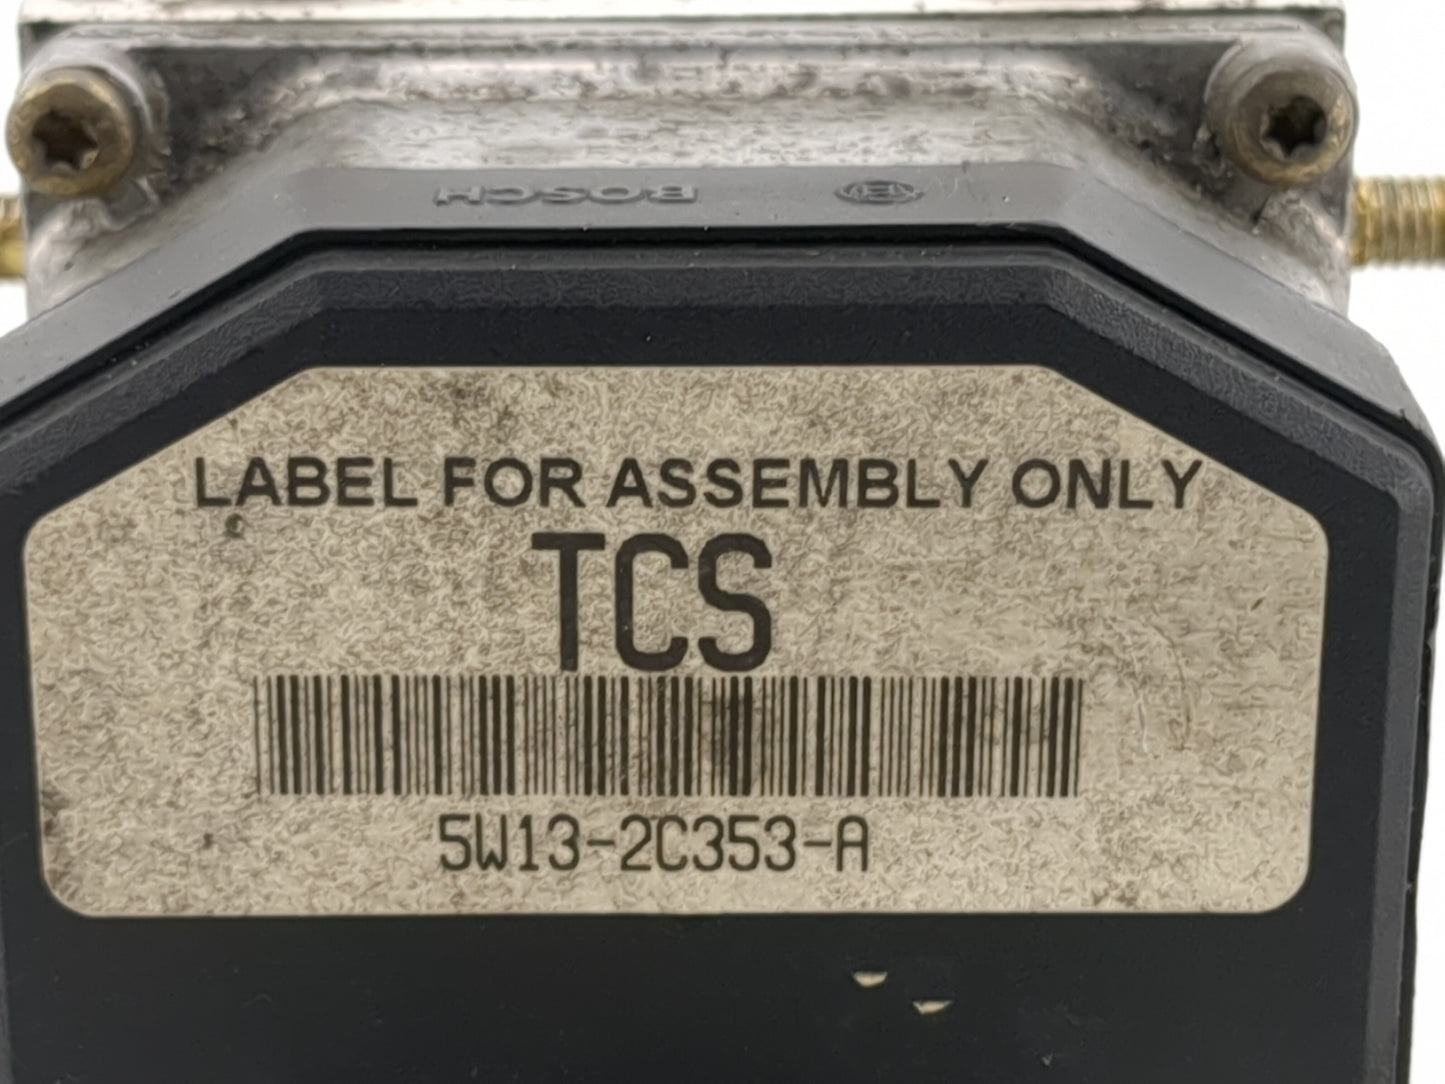 BOSCH
LABEL FOR ASSEMBLY ONLY
TCS
5W13-2C353-A